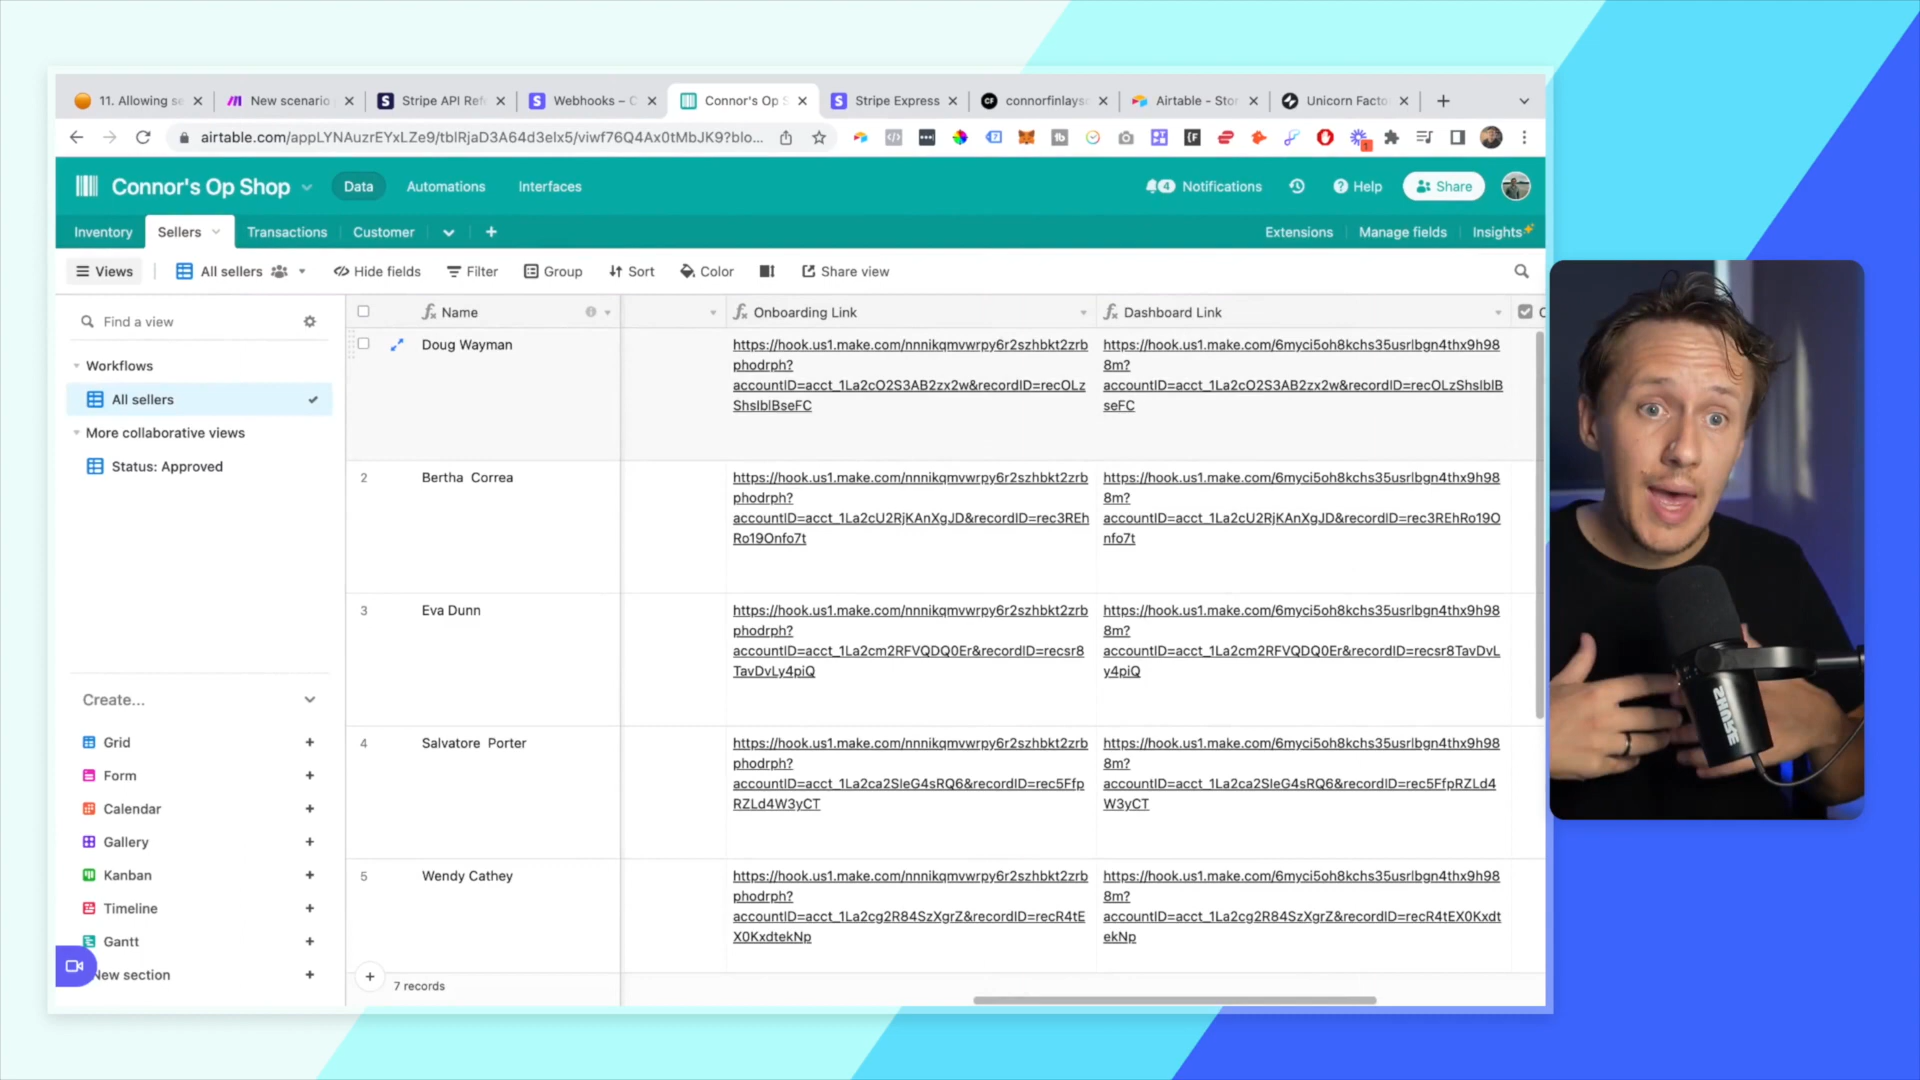 11. Allowing se
New scenario
Stripe API Ref
Webhooks – C
Connor's Op S
Stripe Express
connorfinlays
Airtable - Stor
Unicorn Facto
airtable.com/appLYNAuzrEYxLZe9/tblRjaD3A64d3elx5/viwf76Q4Ax0tMbJK9?blo...
Connor's Op Shop
Data
Automations
Interfaces
4
Notifications
Help
Share
Inventory
Sellers
Transactions
Customer
Extensions
Manage fields
Insights
Views
All sellers
Hide fields
Filter
Group
Sort
Color
Share view
Find a view
Workflows
All sellers
More collaborative views
Status: Approved
Create...
Grid
Form
Calendar
Gallery
Kanban
Timeline
Gantt
New section
Name
Onboarding Link
Dashboard Link
Doug Wayman
https://hook.us1.make.com/nnnikqmvwrpy6r2szhbkt2zrb
phodrph?
accountID=acct_1La2cO2S3AB2zx2w&recordID=recOLz
ShsIblBseFC
https://hook.us1.make.com/6myci5oh8kchs35usrlbgn4thx9h98
8m?
accountID=acct_1La2cO2S3AB2zx2w&recordID=recOLzShsIblB
seFC
2
Bertha Correa
https://hook.us1.make.com/nnnikqmvwrpy6r2szhbkt2zrb
phodrph?
accountID=acct_1La2cU2RjKAnXgJD&recordID=rec3REh
Ro19Onfo7t
https://hook.us1.make.com/6myci5oh8kchs35usrlbgn4thx9h98
8m?
accountID=acct_1La2cU2RjKAnXgJD&recordID=rec3REhRo19O
nfo7t
3
Eva Dunn
https://hook.us1.make.com/nnnikqmvwrpy6r2szhbkt2zrb
phodrph?
accountID=acct_1La2cm2RFVQDQ0Er&recordID=recsr8
TavDvLy4piQ
https://hook.us1.make.com/6myci5oh8kchs35usrlbgn4thx9h98
8m?
accountID=acct_1La2cm2RFVQDQ0Er&recordID=recsr8TavDvL
y4piQ
4
Salvatore Porter
https://hook.us1.make.com/nnnikqmvwrpy6r2szhbkt2zrb
phodrph?
accountID=acct_1La2ca2SIeG4sRQ6&recordID=rec5Ffp
RZLd4W3yCT
https://hook.us1.make.com/6myci5oh8kchs35usrlbgn4thx9h98
8m?
accountID=acct_1La2ca2SIeG4sRQ6&recordID=rec5FfpRZLd4
W3yCT
5
Wendy Cathey
https://hook.us1.make.com/nnnikqmvwrpy6r2szhbkt2zrb
phodrph?
accountID=acct_1La2cg2R84SzXgrZ&recordID=recR4tE
X0KxdtekNp
https://hook.us1.make.com/6myci5oh8kchs35usrlbgn4thx9h98
8m?
accountID=acct_1La2cg2R84SzXgrZ&recordID=recR4tEX0Kxdt
ekNp
7 records
SHURE